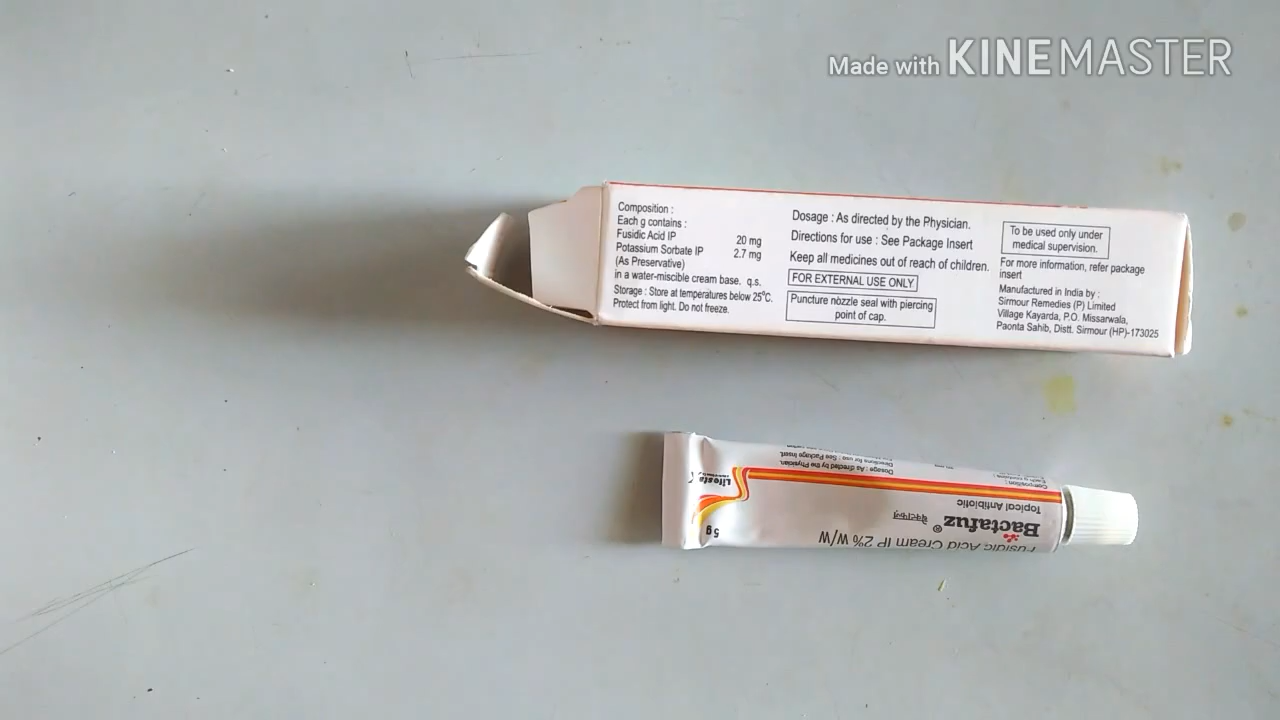 Made with KINEMASTER
Composition :
Each g contains :
Fusidic Acid IP 20 mg
Potassium Sorbate IP 2.7 mg
(As Preservative)
in a water-miscible cream base. q.s.
Storage : Store at temperatures below 25°C.
Protect from light. Do not freeze.
Dosage : As directed by the Physician.
Directions for use : See Package Insert
Keep all medicines out of reach of children.
FOR EXTERNAL USE ONLY
Puncture nozzle seal with piercing
point of cap.
To be used only under
medical supervision.
For more information, refer package
insert
Manufactured in India by :
Sirmour Remedies (P) Limited
Village Kayarda, P.O. Missarwala,
Paonta Sahib, Distt. Sirmour (HP)-173025
Fusidic Acid Cream IP 2% w/w
Bactafuz® बैक्टाफ्यूज़
Topical Antibiotic
5 g
Composition :
Dosage : As directed by the Physician.
Directions for use : See Package Insert.